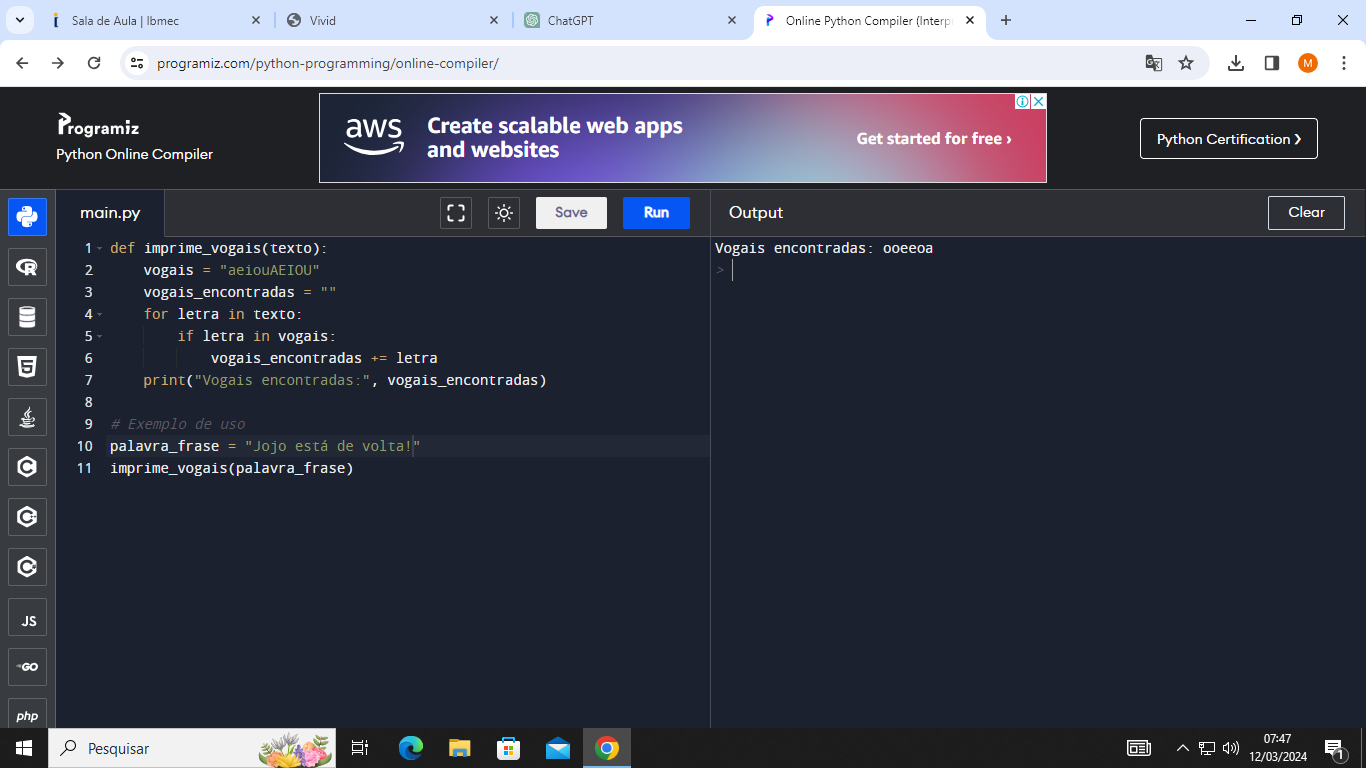 Sala de Aula | Ibmec
Vivid
ChatGPT
Online Python Compiler (Interp
programiz.com/python-programming/online-compiler/
M
Programiz
Python Online Compiler
aws
Create scalable web apps
and websites
Get started for free ›
Python Certification ❯
main.py
Save
Run
Output
Clear
1 def imprime_vogais(texto):
2 vogais = "aeiouAEIOU"
3 vogais_encontradas = ""
4 for letra in texto:
5 if letra in vogais:
6 vogais_encontradas += letra
7 print("Vogais encontradas:", vogais_encontradas)
8
9 # Exemplo de uso
10 palavra_frase = "Jojo está de volta!"
11 imprime_vogais(palavra_frase)
Vogais encontradas: ooeeoa
>
R
5
C
C
C
JS
GO
php
Pesquisar
07:47
12/03/2024
1